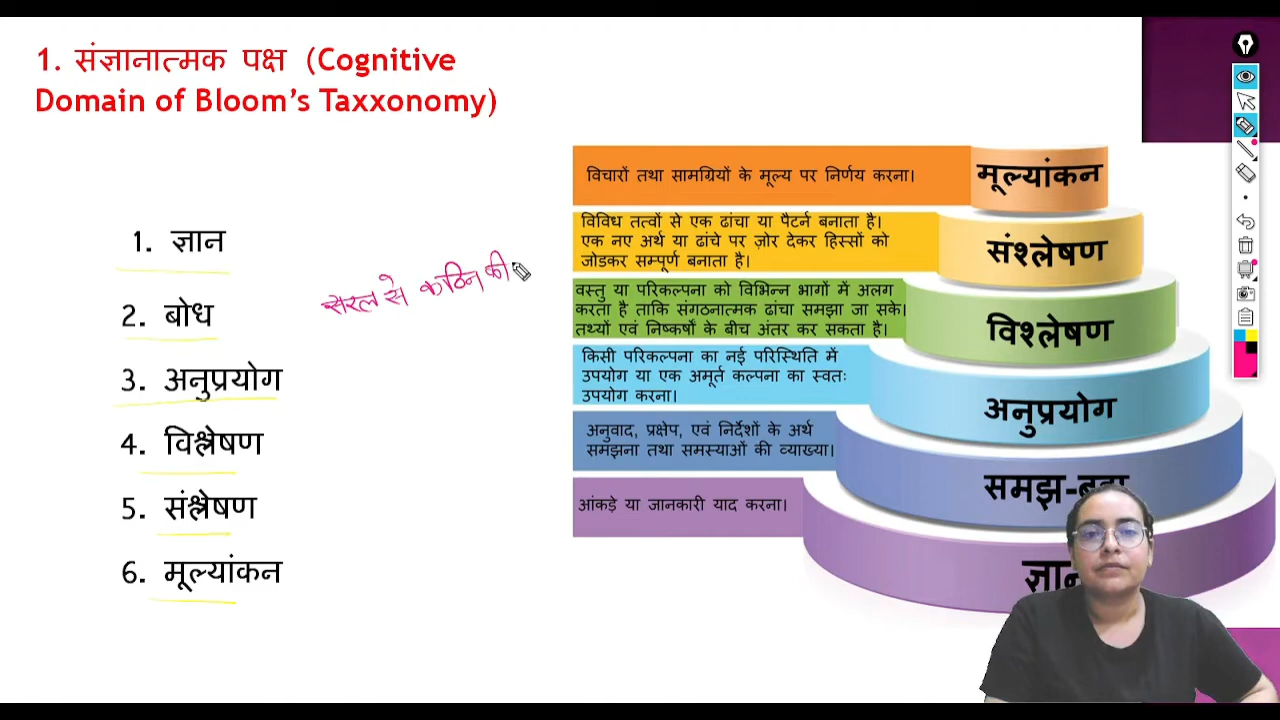 1. संज्ञानात्मक पक्ष (Cognitive
Domain of Bloom's Taxxonomy)
1. ज्ञान
2. बोध
3. अनुप्रयोग
4. विश्लेषण
5. संश्लेषण
6. मूल्यांकन
सरल से कठिन की
विचारों तथा सामग्रियों के मूल्य पर निर्णय करना।
मूल्यांकन
विविध तत्वों से एक ढांचा या पैटर्न बनाता है।
एक नए अर्थ या ढांचे पर ज़ोर देकर हिस्सों को
जोडकर सम्पूर्ण बनाता है।
संश्लेषण
वस्तु या परिकल्पना को विभिन्न भागों में अलग
करता है ताकि संगठनात्मक ढांचा समझा जा सके।
तथ्यों एवं निष्कर्षों के बीच अंतर कर सकता है।
विश्लेषण
किसी परिकल्पना का नई परिस्थिति में
उपयोग या एक अमूर्त कल्पना का स्वतः
उपयोग करना।
अनुप्रयोग
अनुवाद, प्रक्षेप, एवं निर्देशों के अर्थ
समझना तथा समस्याओं की व्याख्या।
समझ-बूझ
आंकड़े या जानकारी याद करना।
ज्ञान